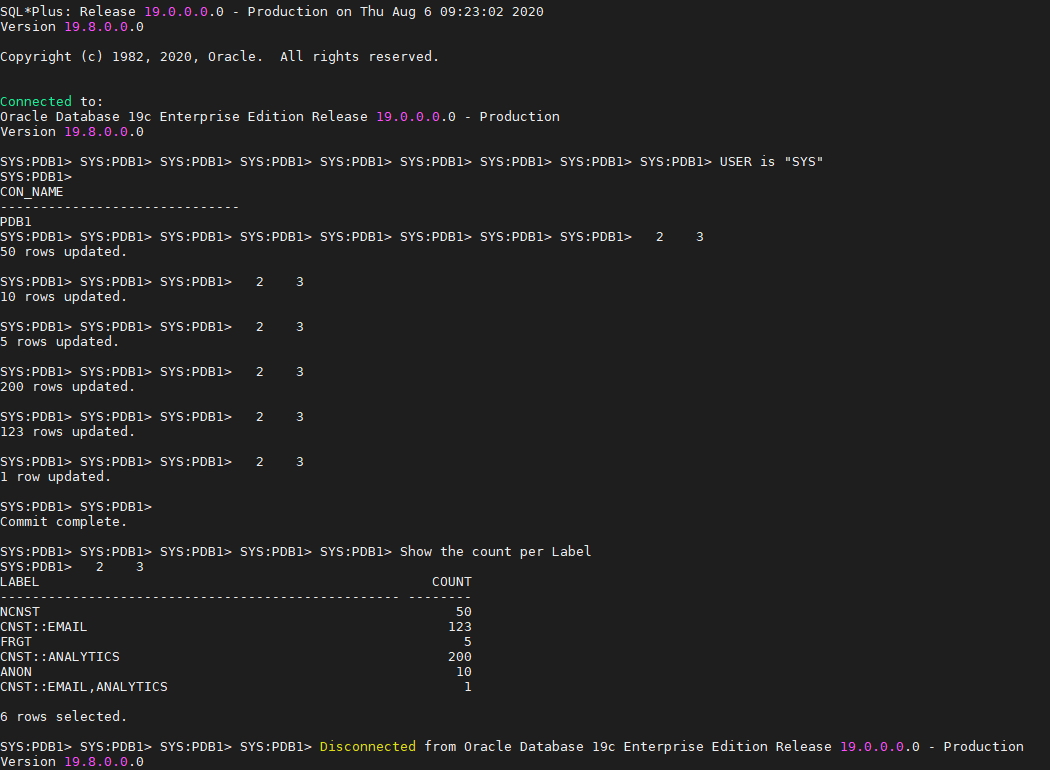 SQL*Plus: Release 19.0.0.0.0 - Production on Thu Aug 6 09:23:02 2020
Version 19.8.0.0.0
Copyright (c) 1982, 2020, Oracle.  All rights reserved.
Connected to:
Oracle Database 19c Enterprise Edition Release 19.0.0.0.0 - Production
Version 19.8.0.0.0
SYS:PDB1> SYS:PDB1> SYS:PDB1> SYS:PDB1> SYS:PDB1> SYS:PDB1> SYS:PDB1> SYS:PDB1> SYS:PDB1> USER is "SYS"
SYS:PDB1>
CON_NAME
------------------------------
PDB1
SYS:PDB1> SYS:PDB1> SYS:PDB1> SYS:PDB1> SYS:PDB1> SYS:PDB1> SYS:PDB1> SYS:PDB1>   2    3
50 rows updated.
SYS:PDB1> SYS:PDB1> SYS:PDB1>   2    3
10 rows updated.
SYS:PDB1> SYS:PDB1> SYS:PDB1>   2    3
5 rows updated.
SYS:PDB1> SYS:PDB1> SYS:PDB1>   2    3
200 rows updated.
SYS:PDB1> SYS:PDB1> SYS:PDB1>   2    3
123 rows updated.
SYS:PDB1> SYS:PDB1> SYS:PDB1>   2    3
1 row updated.
SYS:PDB1> SYS:PDB1>
Commit complete.
SYS:PDB1> SYS:PDB1> SYS:PDB1> SYS:PDB1> SYS:PDB1> Show the count per Label
SYS:PDB1>   2    3
LABEL                                                 COUNT
-------------------------------------------------- --------
NCNST                                                    50
CNST::EMAIL                                             123
FRGT                                                      5
CNST::ANALYTICS                                         200
ANON                                                     10
CNST::EMAIL,ANALYTICS                                     1
6 rows selected.
SYS:PDB1> SYS:PDB1> SYS:PDB1> SYS:PDB1> Disconnected from Oracle Database 19c Enterprise Edition Release 19.0.0.0.0 - Production
Version 19.8.0.0.0